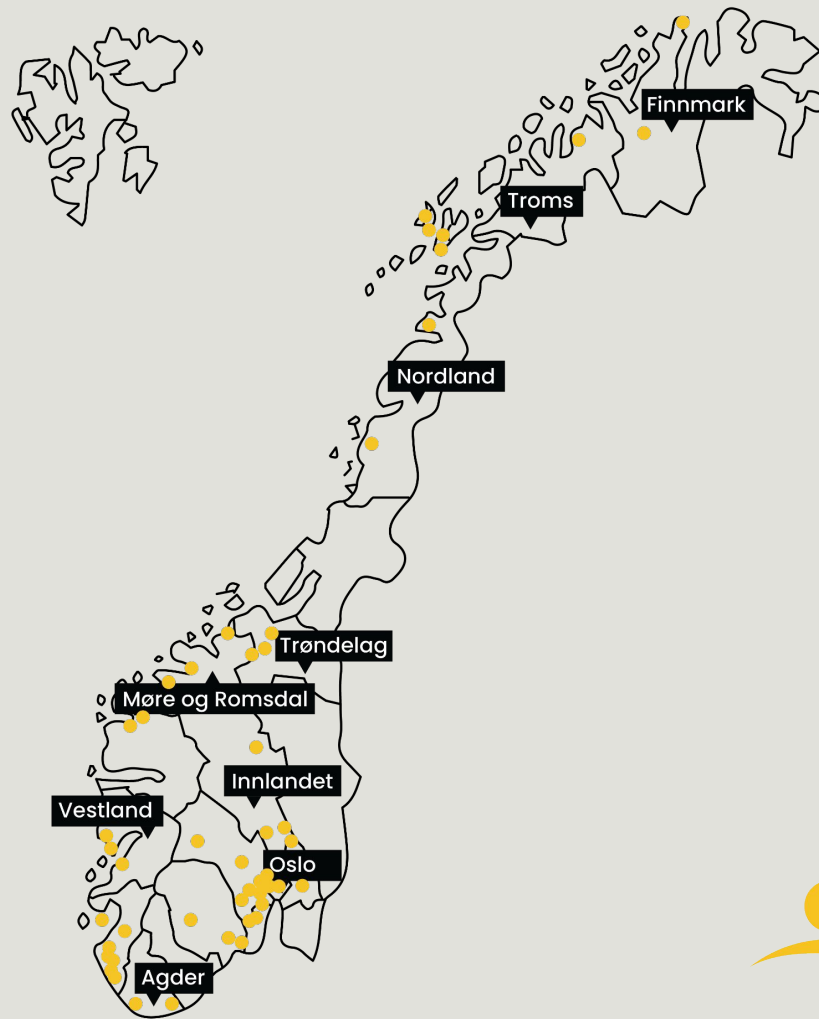 Finnmark
Troms
Nordland
Trøndelag
Møre og Romsdal
Innlandet
Vestland
Oslo
Agder